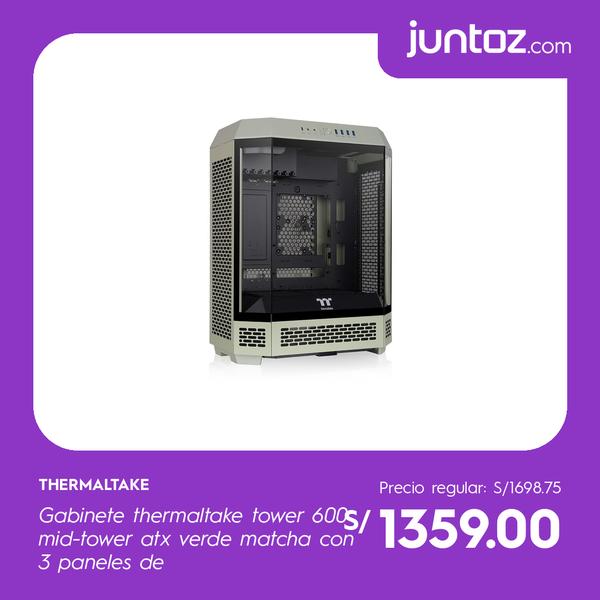 juntoz.com
THERMALTAKE
Gabinete thermaltake tower 600
mid-tower atx verde matcha con
3 paneles de
Precio regular: S/1698.75
S/ 1359.00